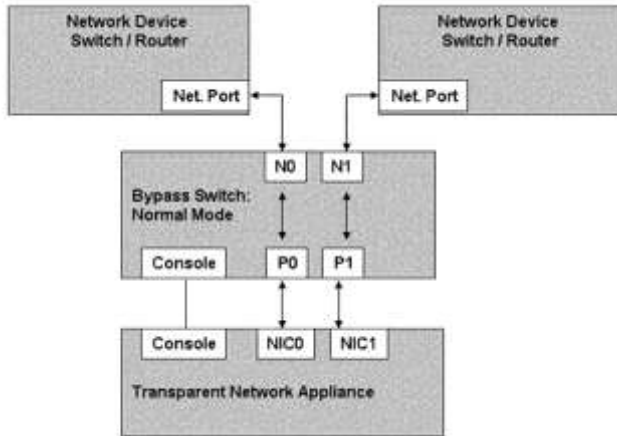 Network Device
Switch / Router
Network Device
Switch / Router
Net. Port
Net. Port
N0
N1
Bypass Switch:
Normal Mode
Console
P0
P1
Console
NIC0
NIC1
Transparent Network Appliance